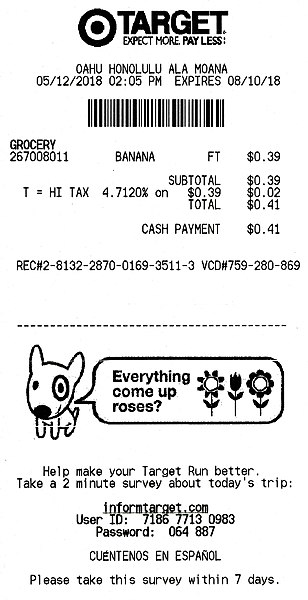 TARGET
EXPECT MORE. PAY LESS.
OAHU HONOLULU ALA MOANA
05/12/2018 02:05 PM EXPIRES 08/10/18
GROCERY
267008011 BANANA FT $0.39
SUBTOTAL $0.39
T = HI TAX 4.7120% on $0.39 $0.02
TOTAL $0.41
CASH PAYMENT $0.41
REC#2-8132-2870-0169-3511-3 VCD#759-280-869
Everything
come up
roses?
Help make your Target Run better.
Take a 2 minute survey about today's trip:
informtarget.com
User ID: 7186 7713 0983
Password: 064 887
CUÉNTENOS EN ESPAÑOL
Please take this survey within 7 days.